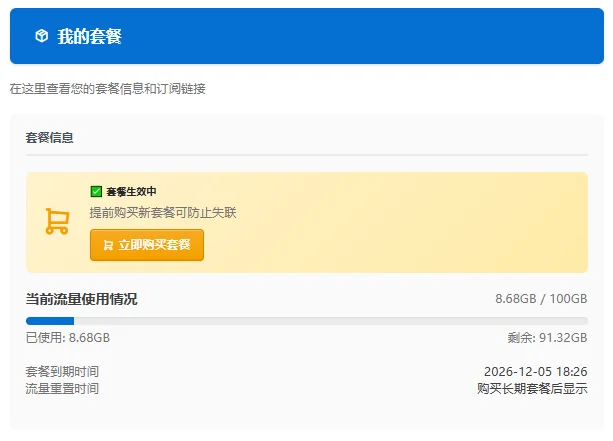 我的套餐
在这里查看您的套餐信息和订阅链接
套餐信息
✅ 套餐生效中
提前购买新套餐可防止失联
立即购买套餐
当前流量使用情况 8.68GB / 100GB
已使用: 8.68GB 剩余: 91.32GB
套餐到期时间 2026-12-05 18:26
流量重置时间 购买长期套餐后显示